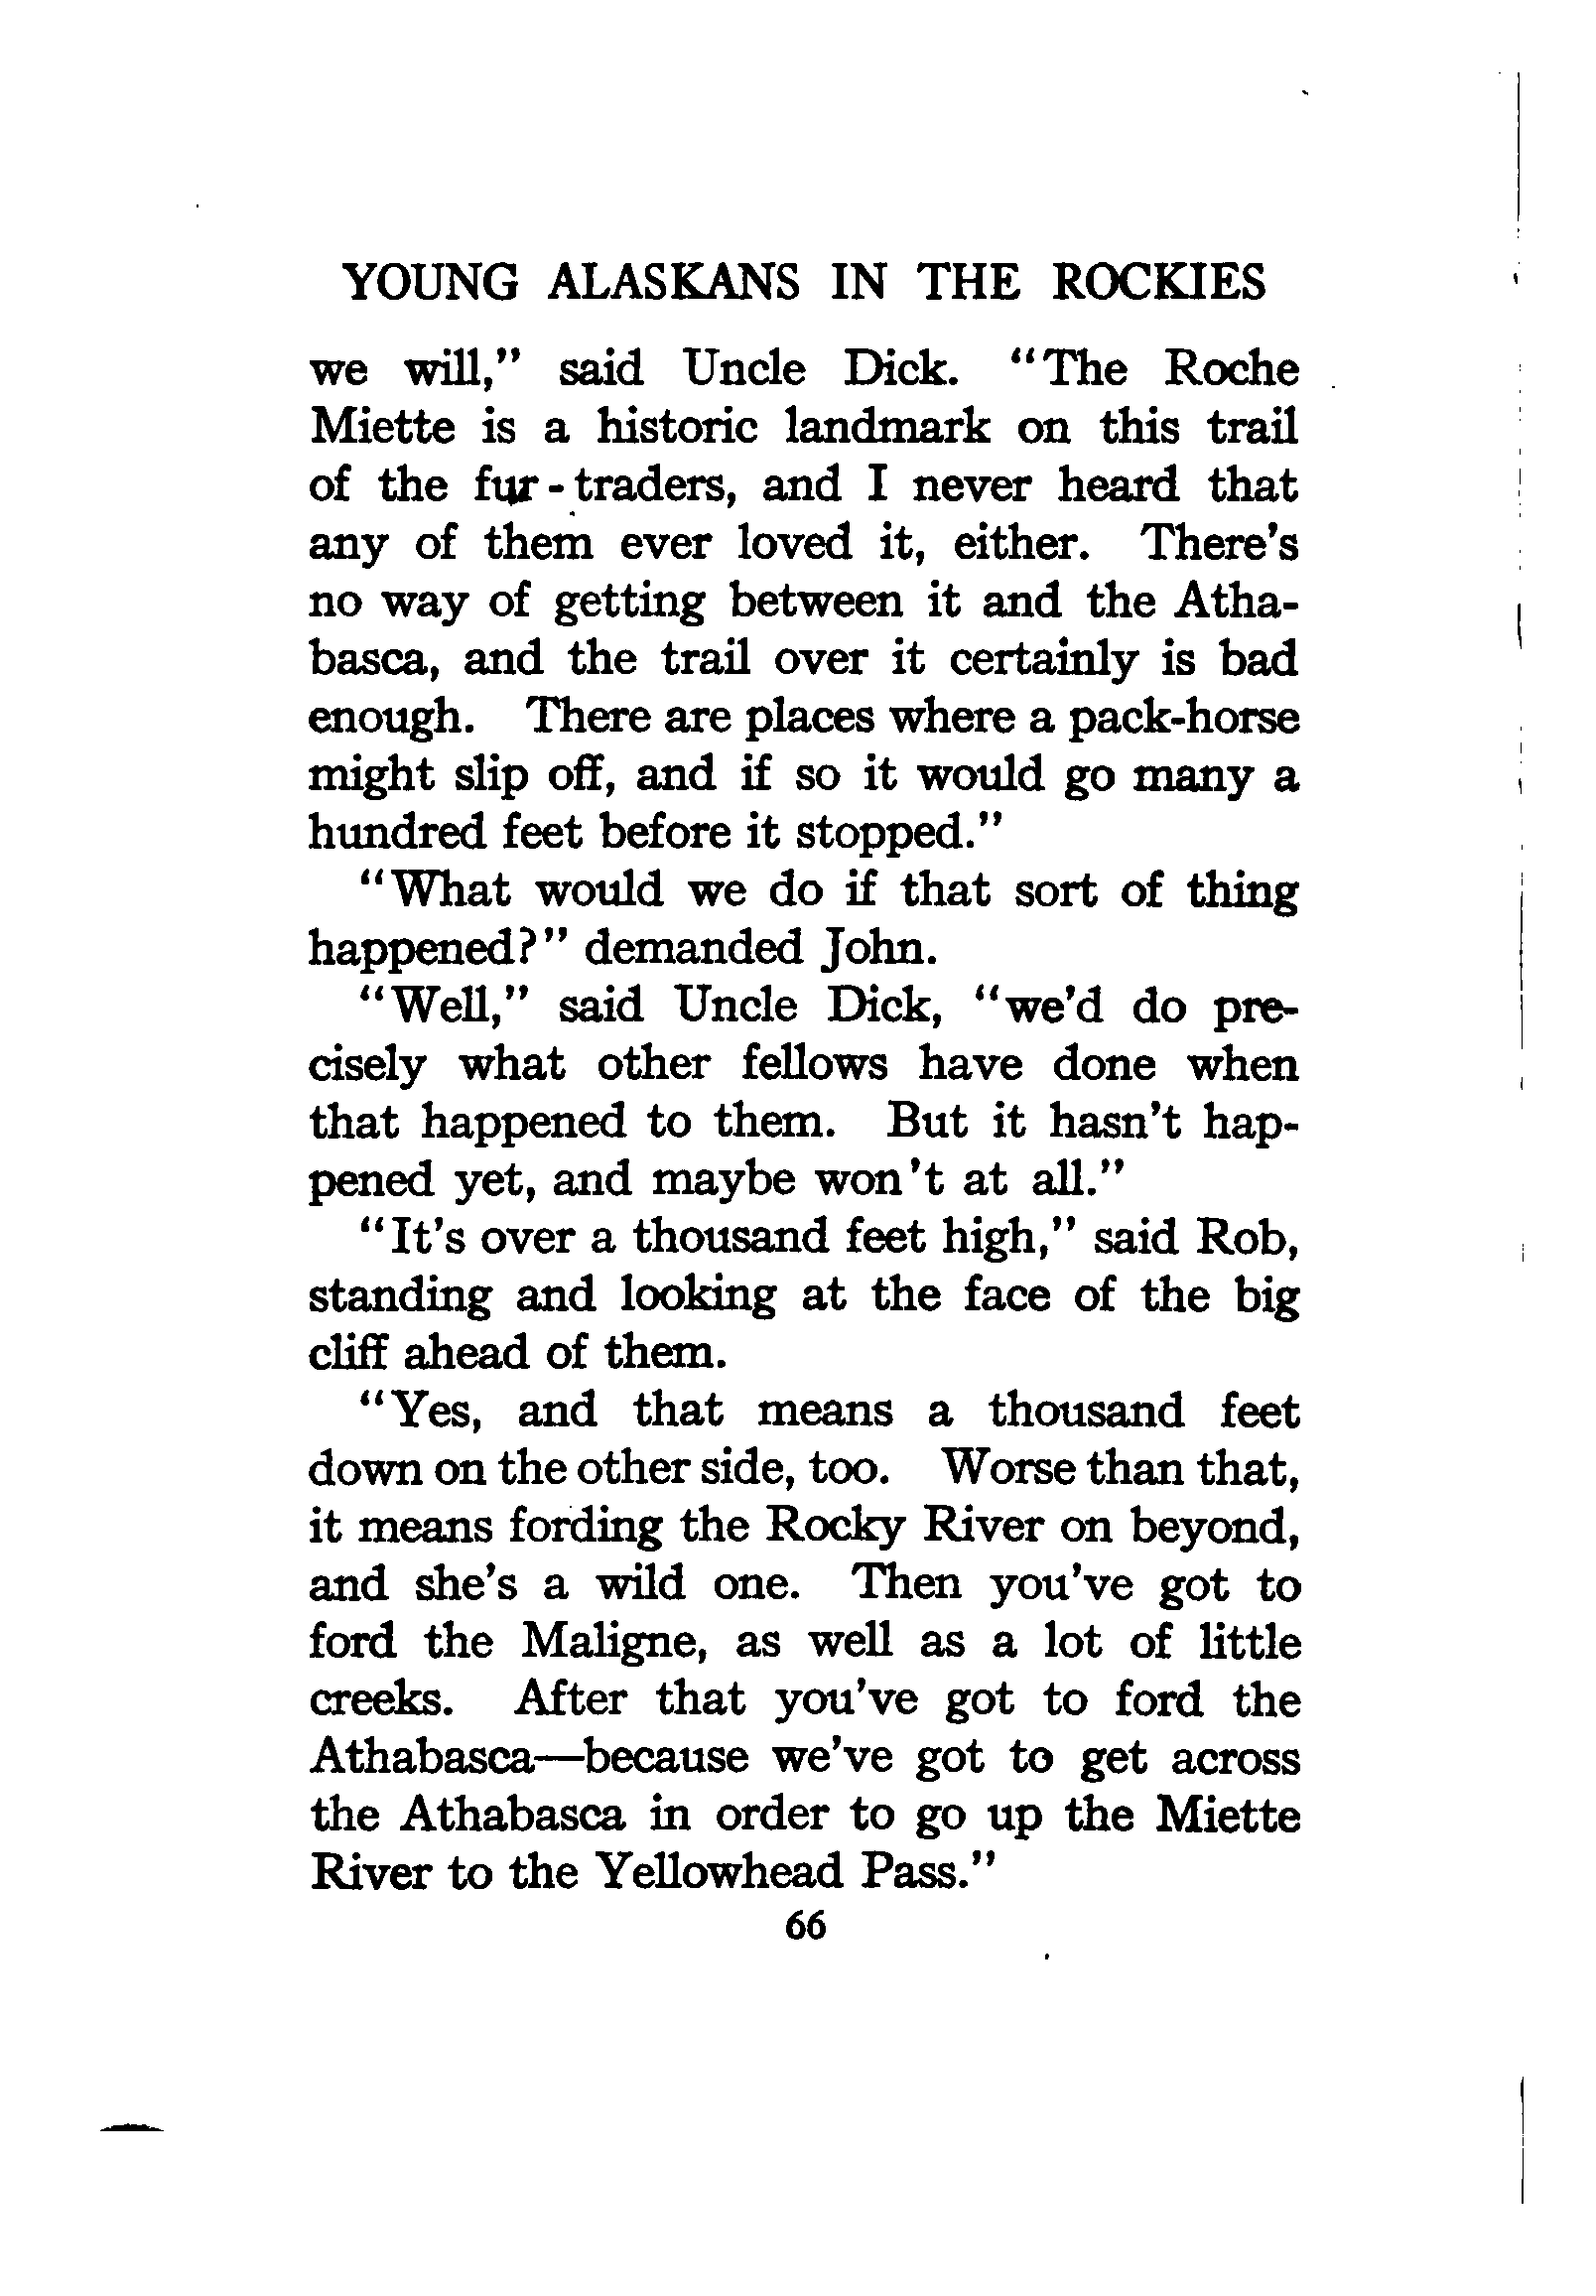 YOUNG ALASKANS IN THE ROCKIES
we will," said Uncle Dick. "The Roche
Miette is a historic landmark on this trail
of the fur-traders, and I never heard that
any of them ever loved it, either. There's
no way of getting between it and the Atha-
basca, and the trail over it certainly is bad
enough. There are places where a pack-horse
might slip off, and if so it would go many a
hundred feet before it stopped."
"What would we do if that sort of thing
happened?" demanded John.
"Well," said Uncle Dick, "we'd do pre-
cisely what other fellows have done when
that happened to them. But it hasn't hap-
pened yet, and maybe won't at all."
"It's over a thousand feet high," said Rob,
standing and looking at the face of the big
cliff ahead of them.
"Yes, and that means a thousand feet
down on the other side, too. Worse than that,
it means fording the Rocky River on beyond,
and she's a wild one. Then you've got to
ford the Maligne, as well as a lot of little
creeks. After that you've got to ford the
Athabasca—because we've got to get across
the Athabasca in order to go up the Miette
River to the Yellowhead Pass."
66